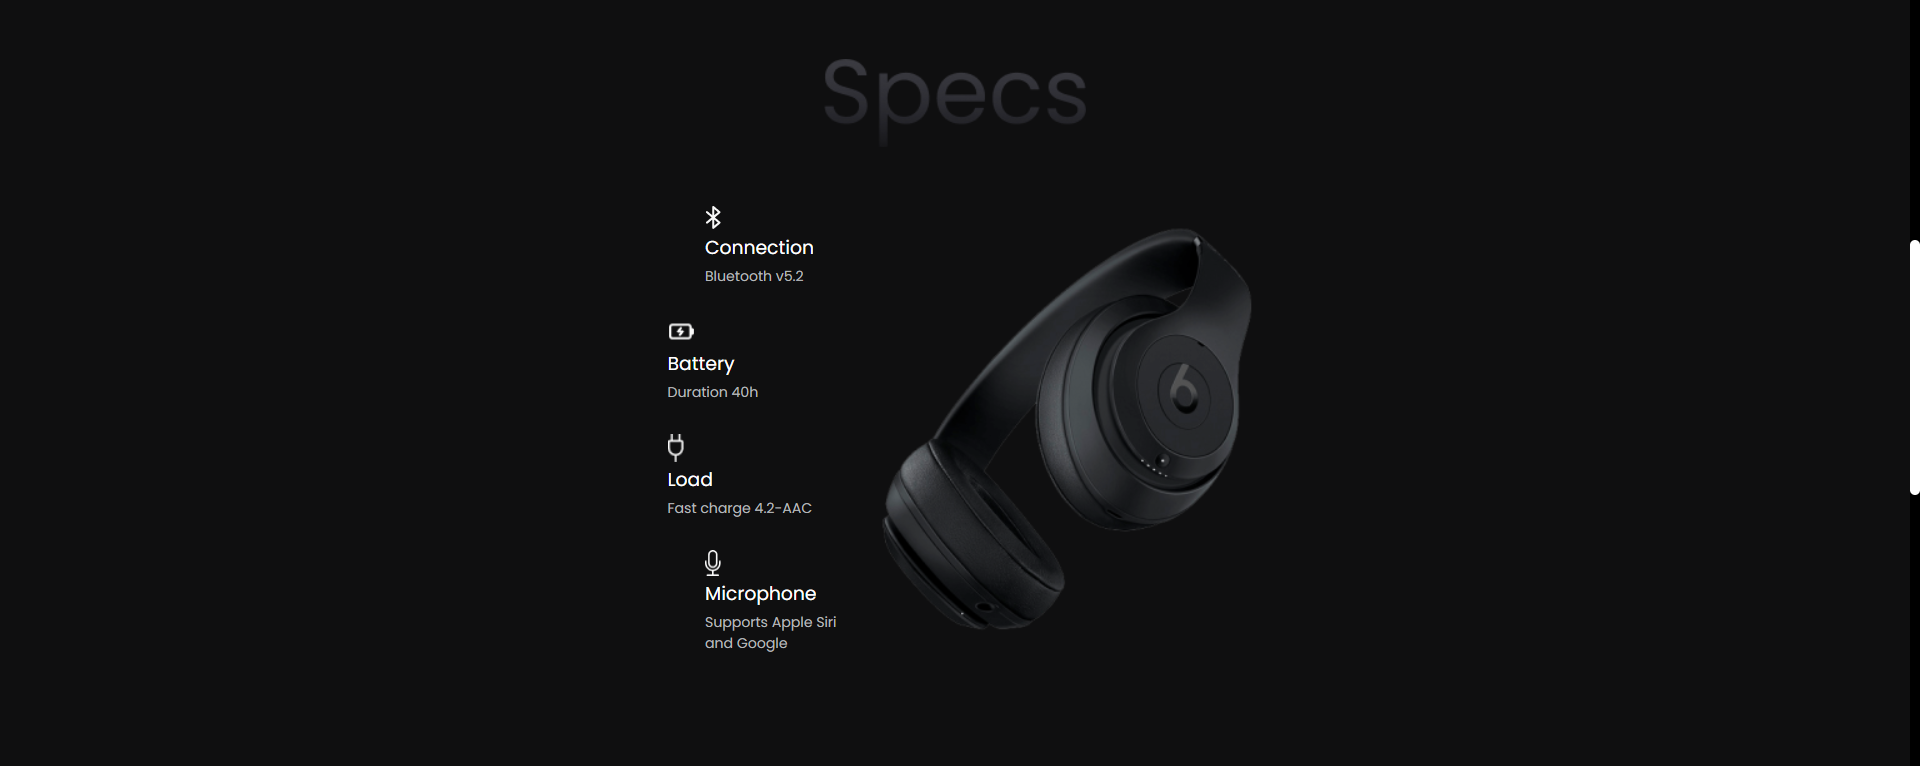 Specs
Connection
Bluetooth v5.2
Battery
Duration 40h
Load
Fast charge 4.2-AAC
Microphone
Supports Apple Siri
and Google